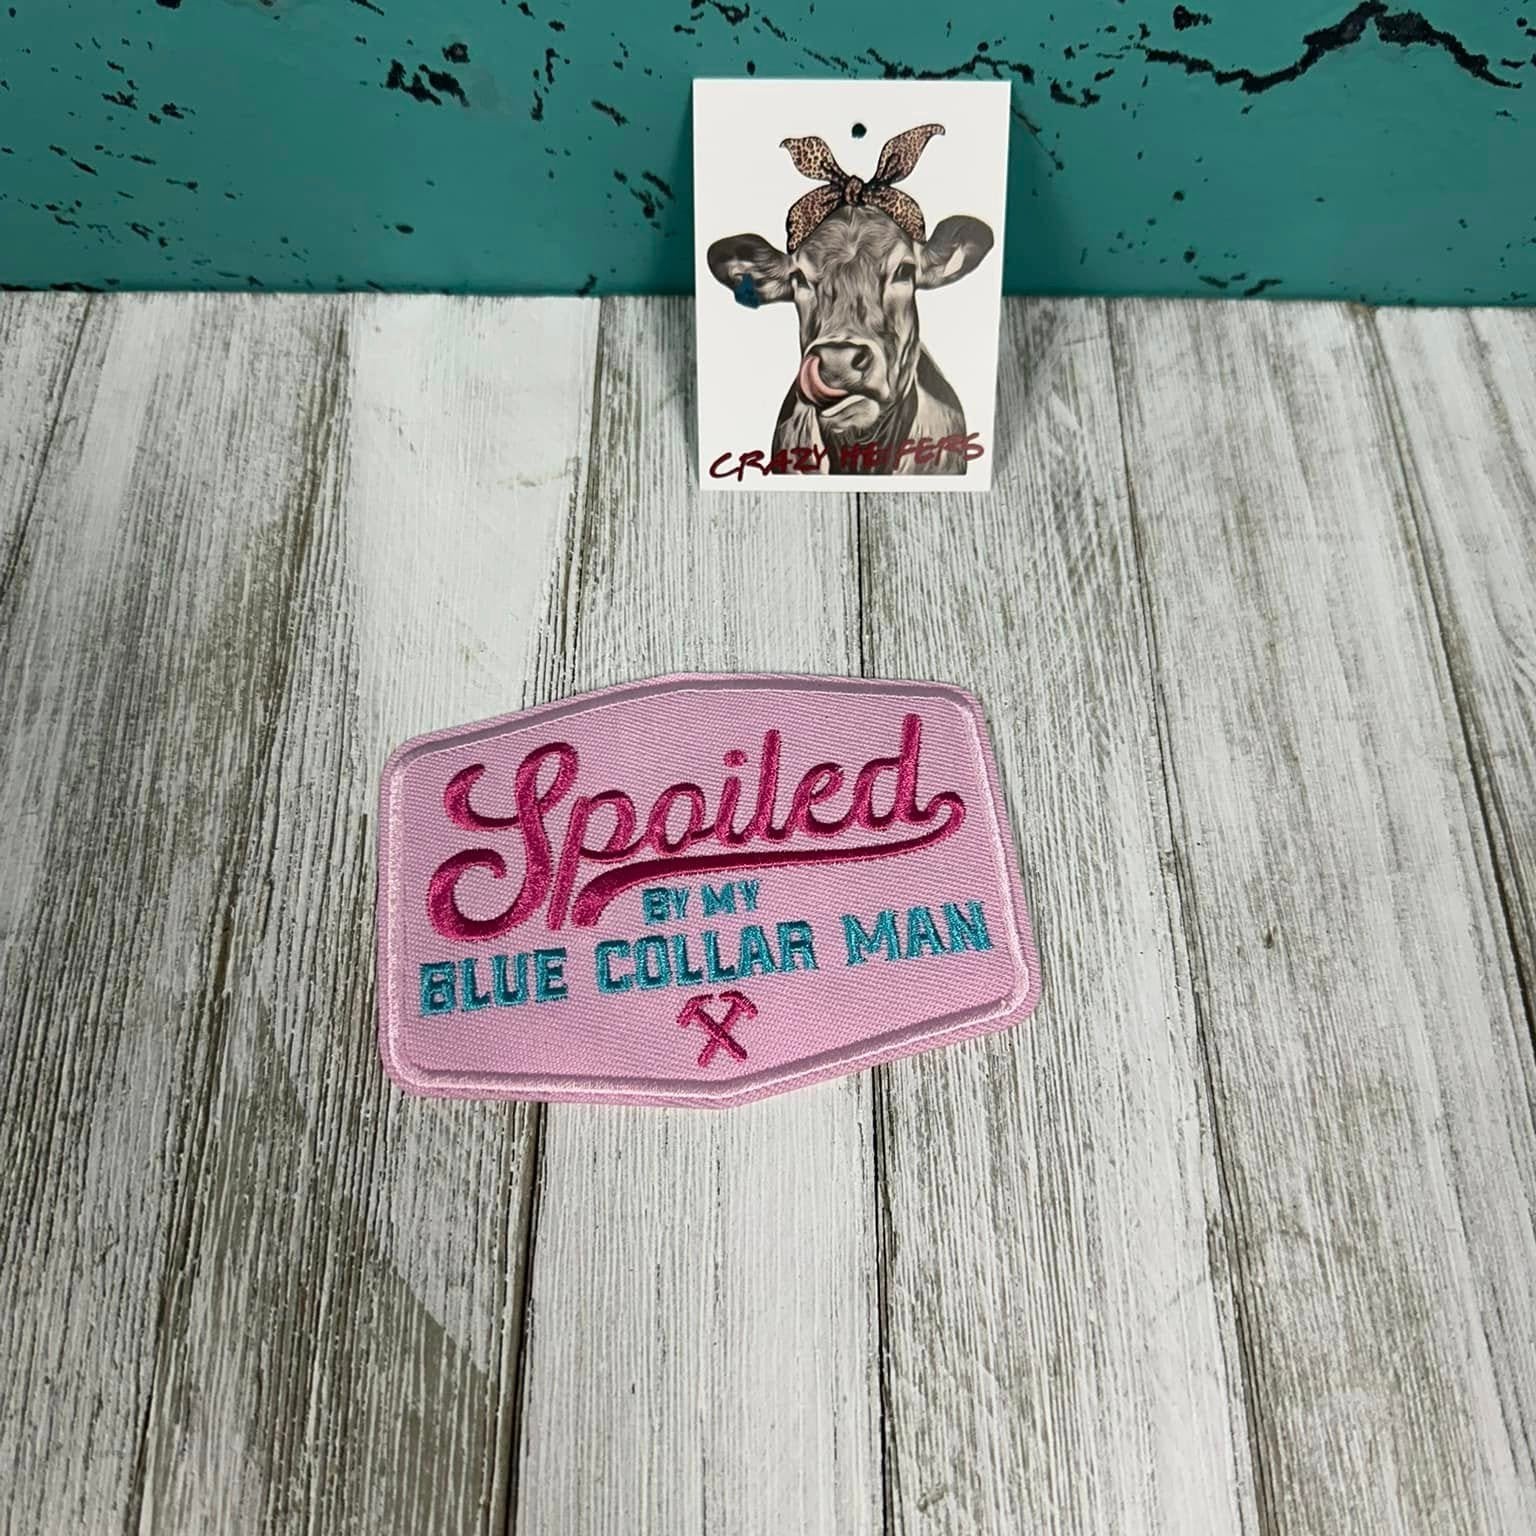 CRAZY HEIFERS
Spoiled
BY MY
BLUE COLLAR MAN